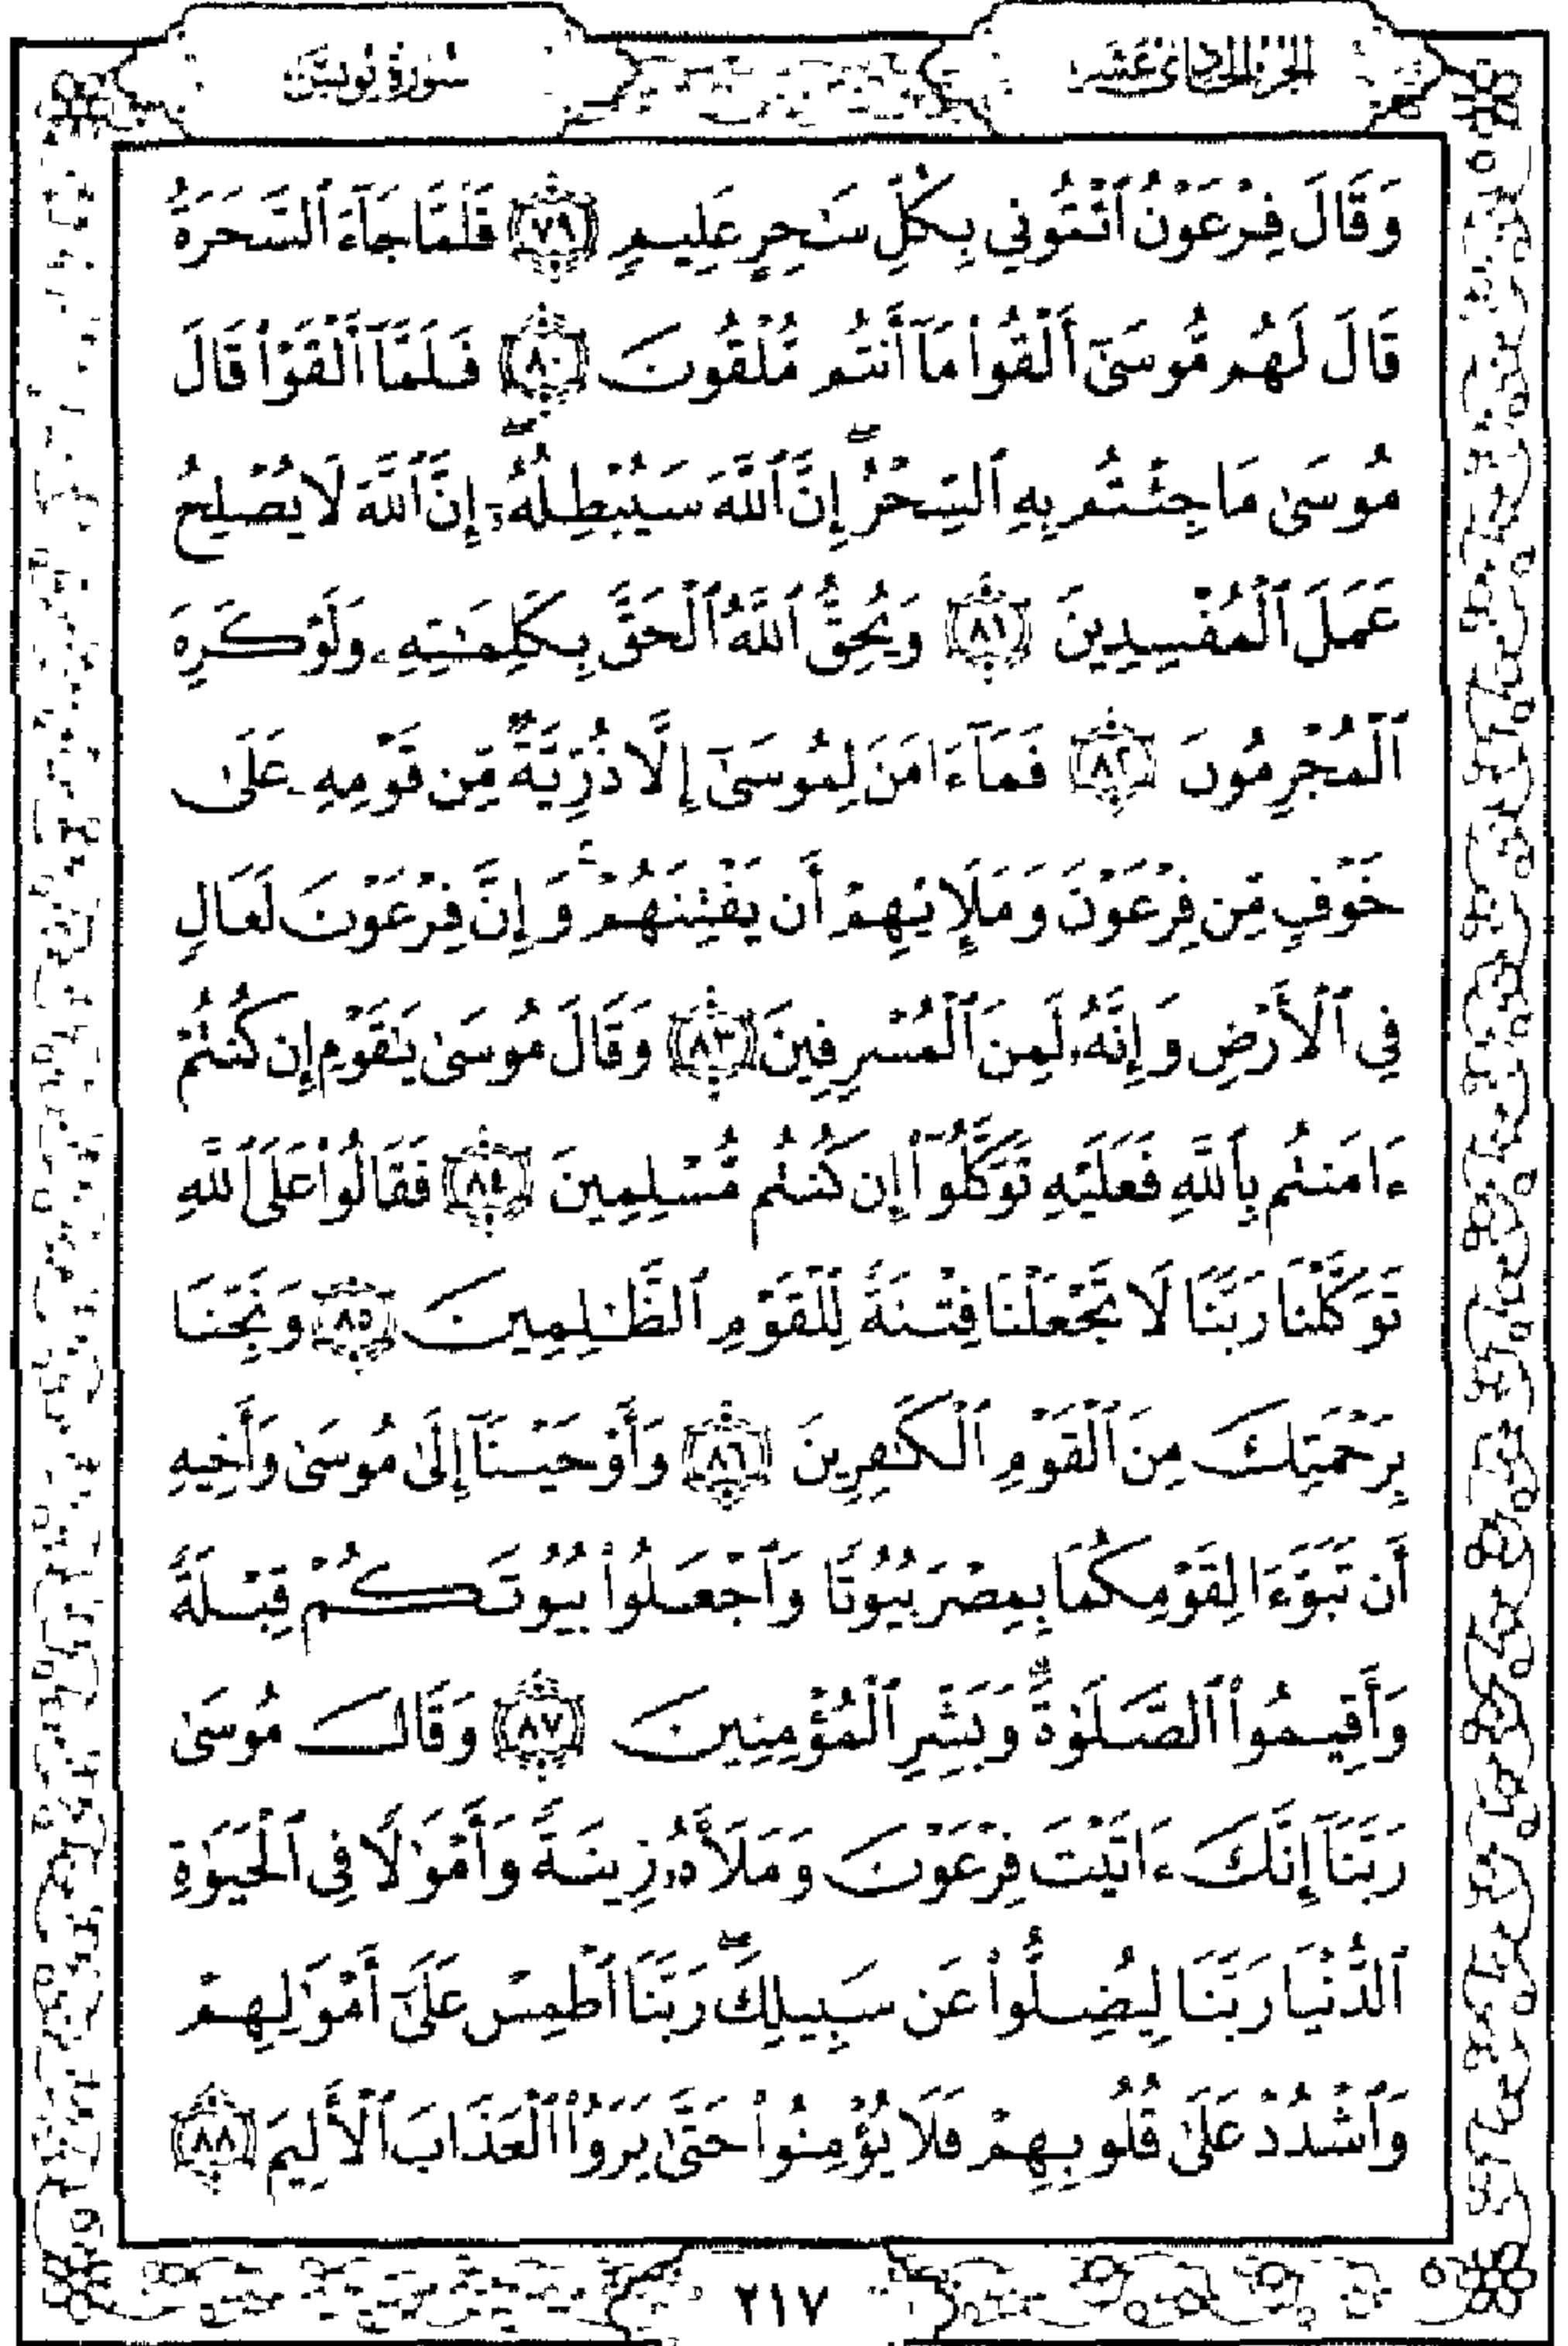 سورة يونس الجزء الحادي عشر
وَقَالَ فِرْعَوْنُ ٱئْتُونِي بِكُلِّ سَٰحِرٍ عَلِيمٍ ٧٩ فَلَمَّا جَآءَ ٱلسَّحَرَةُ
قَالَ لَهُم مُّوسَىٰٓ أَلْقُوا۟ مَآ أَنتُم مُّلْقُونَ ٨٠ فَلَمَّآ أَلْقَوْا۟ قَالَ
مُوسَىٰ مَا جِئْتُم بِهِ ٱلسِّحْرُ ۖ إِنَّ ٱللَّهَ سَيُبْطِلُهُۥٓ ۖ إِنَّ ٱللَّهَ لَا يُصْلِحُ
عَمَلَ ٱلْمُفْسِدِينَ ٨١ وَيُحِقُّ ٱللَّهُ ٱلْحَقَّ بِكَلِمَٰتِهِۦ وَلَوْ كَرِهَ
ٱلْمُجْرِمُونَ ٨٢ فَمَآ ءَامَنَ لِمُوسَىٰٓ إِلَّا ذُرِّيَّةٌ مِّن قَوْمِهِۦ عَلَىٰ
خَوْفٍ مِّن فِرْعَوْنَ وَمَلَإِي۟هِمْ أَن يَفْتِنَهُمْ ۚ وَإِنَّ فِرْعَوْنَ لَعَالٍ
فِي ٱلْأَرْضِ وَإِنَّهُۥ لَمِنَ ٱلْمُسْرِفِينَ ٨٣ وَقَالَ مُوسَىٰ يَٰقَوْمِ إِن كُنتُمْ
ءَامَنتُم بِٱللَّهِ فَعَلَيْهِ تَوَكَّلُوٓا۟ إِن كُنتُم مُّسْلِمِينَ ٨٤ فَقَالُوا۟ عَلَى ٱللَّهِ
تَوَكَّلْنَا رَبَّنَا لَا تَجْعَلْنَا فِتْنَةً لِّلْقَوْمِ ٱلظَّٰلِمِينَ ٨٥ وَنَجِّنَا
بِرَحْمَتِكَ مِنَ ٱلْقَوْمِ ٱلْكَٰفِرِينَ ٨٦ وَأَوْحَيْنَآ إِلَىٰ مُوسَىٰ وَأَخِيهِ
أَن تَبَوَّءَا لِقَوْمِكُمَا بِمِصْرَ بُيُوتًا وَٱجْعَلُوا۟ بُيُوتَكُمْ قِبْلَةً
وَأَقِيمُوا۟ ٱلصَّلَوٰةَ ۗ وَبَشِّرِ ٱلْمُؤْمِنِينَ ٨٧ وَقَالَ مُوسَىٰ
رَبَّنَآ إِنَّكَ ءَاتَيْتَ فِرْعَوْنَ وَمَلَأَهُۥ زِينَةً وَأَمْوَٰلًا فِي ٱلْحَيَوٰةِ
ٱلدُّنْيَا رَبَّنَا لِيُضِلُّوا۟ عَن سَبِيلِكَ ۖ رَبَّنَا ٱطْمِسْ عَلَىٰٓ أَمْوَٰلِهِمْ
وَٱشْدُدْ عَلَىٰ قُلُوبِهِمْ فَلَا يُؤْمِنُوا۟ حَتَّىٰ يَرَوُا۟ ٱلْعَذَابَ ٱلْأَلِيمَ ٨٨
٢١٧